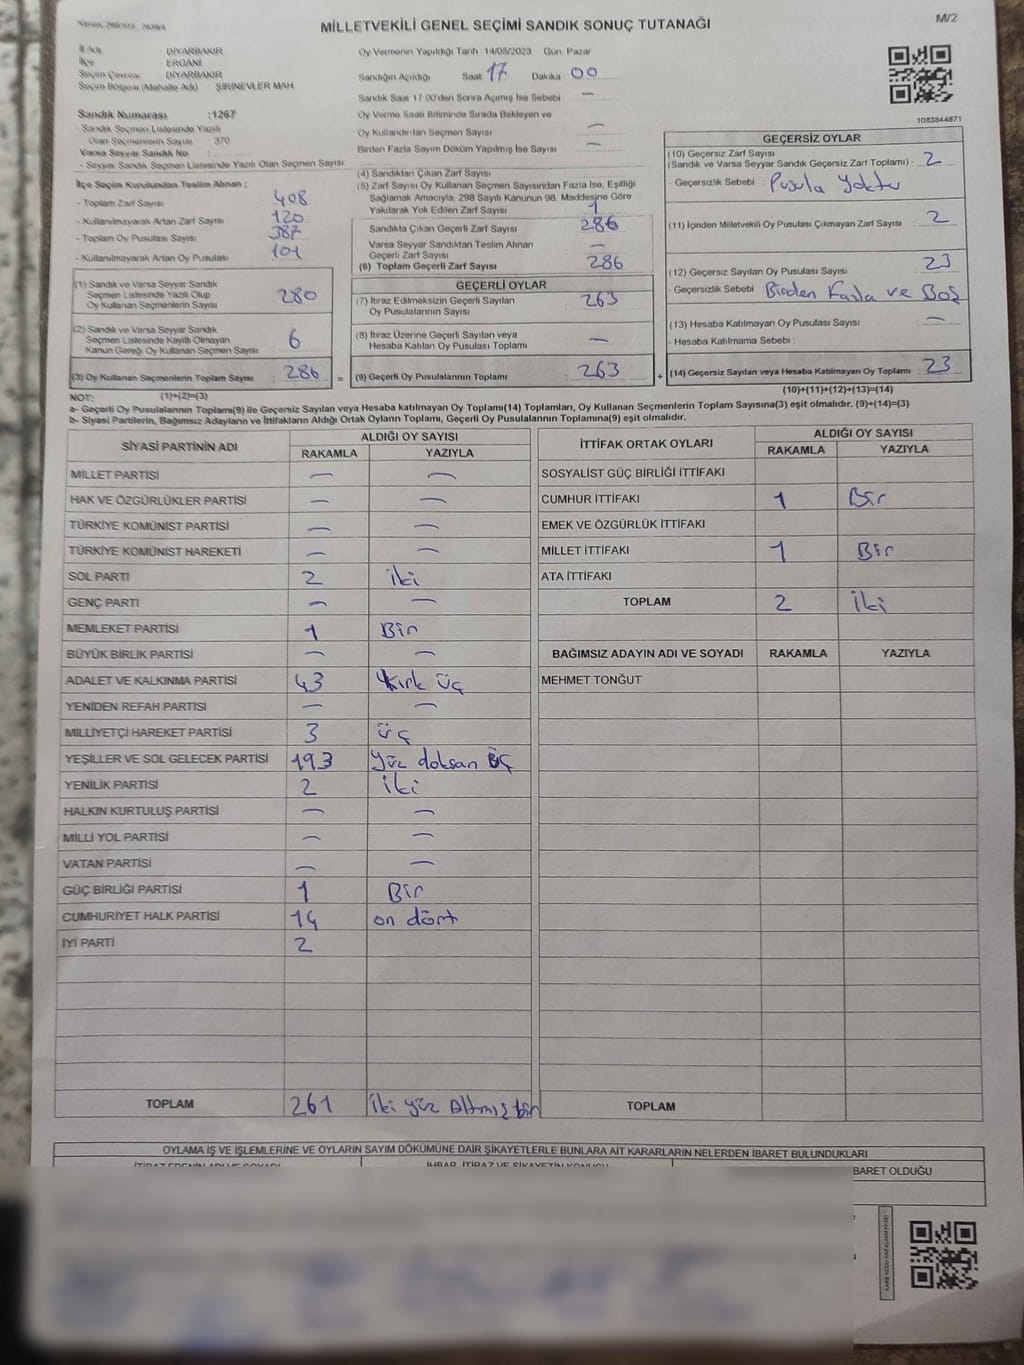 MİLLETVEKİLİ GENEL SEÇİMİ SANDIK SONUÇ TUTANAĞI
M/2
İl Adı : DİYARBAKIR
İlçe : ERGANİ
Seçim Çevresi : DİYARBAKIR
Seçim Bölgesi (Mahalle Adı) : ŞİRİNEVLER MAH
Sandık Numarası :1267
- Sandık Seçmen Listesinde Yazılı
Olan Seçmenlerin Sayısı : 370
Varsa Seyyar Sandık No :
- Seyyar Sandık Seçmen Listesinde Yazılı Olan Seçmen Sayısı:
İlçe Seçim Kurulundan Teslim Alınan ;
- Toplam Zarf Sayısı : 408
- Kullanılmayarak Artan Zarf Sayısı : 120
- Toplam Oy Pusulası Sayısı : 387
- Kullanılmayarak Artan Oy Pusulası : 101
Oy Vermenin Yapıldığı Tarih :14/05/2023 Gün: Pazar
Sandığın Açıldığı Saat: 17 Dakika : 00
Sandık Saat 17:00'den Sonra Açılmış İse Sebebi : —
Oy Verme Saati Bitiminde Sırada Bekleyen ve
Oy Kullandırılan Seçmen Sayısı : —
Birden Fazla Sayım Döküm Yapılmış İse Sayısı : —
(4) Sandıktan Çıkan Zarf Sayısı :
(5) Zarf Sayısı Oy Kullanan Seçmen Sayısından Fazla İse, Eşitliği
Sağlamak Amacıyla, 298 Sayılı Kanunun 98. Maddesine Göre
Yakılarak Yok Edilen Zarf Sayısı : 1
Sandıkta Çıkan Geçerli Zarf Sayısı : 286
Varsa Seyyar Sandıktan Teslim Alınan
Geçerli Zarf Sayısı : —
(6) Toplam Geçerli Zarf Sayısı : 286
1083844871
GEÇERSİZ OYLAR
(10) Geçersiz Zarf Sayısı
(Sandık ve Varsa Seyyar Sandık Geçersiz Zarf Toplamı) : 2
Geçersizlik Sebebi : Pusula Yoktu
(11) İçinden Milletvekili Oy Pusulası Çıkmayan Zarf Sayısı : 2
(12) Geçersiz Sayılan Oy Pusulası Sayısı : 23
Geçersizlik Sebebi : Birden Fazla ve Boş
(13) Hesaba Katılmayan Oy Pusulası Sayısı : —
- Hesaba Katılmama Sebebi :
(14) Geçersiz Sayılan veya Hesaba Katılmayan Oy Toplamı : 23
(10)+(11)+(12)+(13)=(14)
(1) Sandık ve Varsa Seyyar Sandık
Seçmen Listesinde Yazılı Olup
Oy Kullanan Seçmenlerin Sayısı : 280
(2) Sandık ve Varsa Seyyar Sandık
Seçmen Listesinde Kayıtlı Olmayan
Kanun Gereği Oy Kullanan Seçmen Sayısı : 6
(3) Oy Kullanan Seçmenlerin Toplam Sayısı : 286 =
(1)+(2)=(3)
GEÇERLİ OYLAR
(7) İtiraz Edilmeksizin Geçerli Sayılan
Oy Pusulalarının Sayısı : 263
(8) İtiraz Üzerine Geçerli Sayılan veya
Hesaba Katılan Oy Pusulası Toplamı : —
(9) Geçerli Oy Pusulalarının Toplamı : 263 +
NOT:
a- Geçerli Oy Pusulalarının Toplamı(9) ile Geçersiz Sayılan veya Hesaba katılmayan Oy Toplamı(14) Toplamları, Oy Kullanan Seçmenlerin Toplam Sayısına(3) eşit olmalıdır. (9)+(14)=(3)
b- Siyasi Partilerin, Bağımsız Adayların ve İttifakların Aldığı Ortak Oyların Toplamı, Geçerli Oy Pusulalarının Toplamına(9) eşit olmalıdır.
SİYASİ PARTİNİN ADI ALDIĞI OY SAYISI
RAKAMLA YAZIYLA
MİLLET PARTİSİ — —
HAK VE ÖZGÜRLÜKLER PARTİSİ — —
TÜRKİYE KOMÜNİST PARTİSİ — —
TÜRKİYE KOMÜNİST HAREKETİ — —
SOL PARTİ 2 iki
GENÇ PARTİ — —
MEMLEKET PARTİSİ 1 Bir
BÜYÜK BİRLİK PARTİSİ — —
ADALET VE KALKINMA PARTİSİ 43 Kırk üç
YENİDEN REFAH PARTİSİ — —
MİLLİYETÇİ HAREKET PARTİSİ 3 üç
YEŞİLLER VE SOL GELECEK PARTİSİ 193 Yüz doksan üç
YENİLİK PARTİSİ 2 iki
HALKIN KURTULUŞ PARTİSİ — —
MİLLİ YOL PARTİSİ — —
VATAN PARTİSİ — —
GÜÇ BİRLİĞİ PARTİSİ 1 Bir
CUMHURİYET HALK PARTİSİ 14 on dört
İYİ PARTİ 2
TOPLAM 261 İki yüz Altmış bir
İTTİFAK ORTAK OYLARI ALDIĞI OY SAYISI
RAKAMLA YAZIYLA
SOSYALİST GÜÇ BİRLİĞİ İTTİFAKI
CUMHUR İTTİFAKI 1 Bir
EMEK VE ÖZGÜRLÜK İTTİFAKI
MİLLET İTTİFAKI 1 Bir
ATA İTTİFAKI
TOPLAM 2 iki
BAĞIMSIZ ADAYIN ADI VE SOYADI RAKAMLA YAZIYLA
MEHMET TONĞUT
TOPLAM
OYLAMA İŞ VE İŞLEMLERİNE VE OYLARIN SAYIM DÖKÜMÜNE DAİR ŞİKAYETLERLE BUNLARA AİT KARARLARIN NELERDEN İBARET BULUNDUKLARI
İTİRAZ EDENİN ADI VE SOYADI İHBAR, İTİRAZ VE ŞİKAYETİN KONUSU BARET OLDUĞU